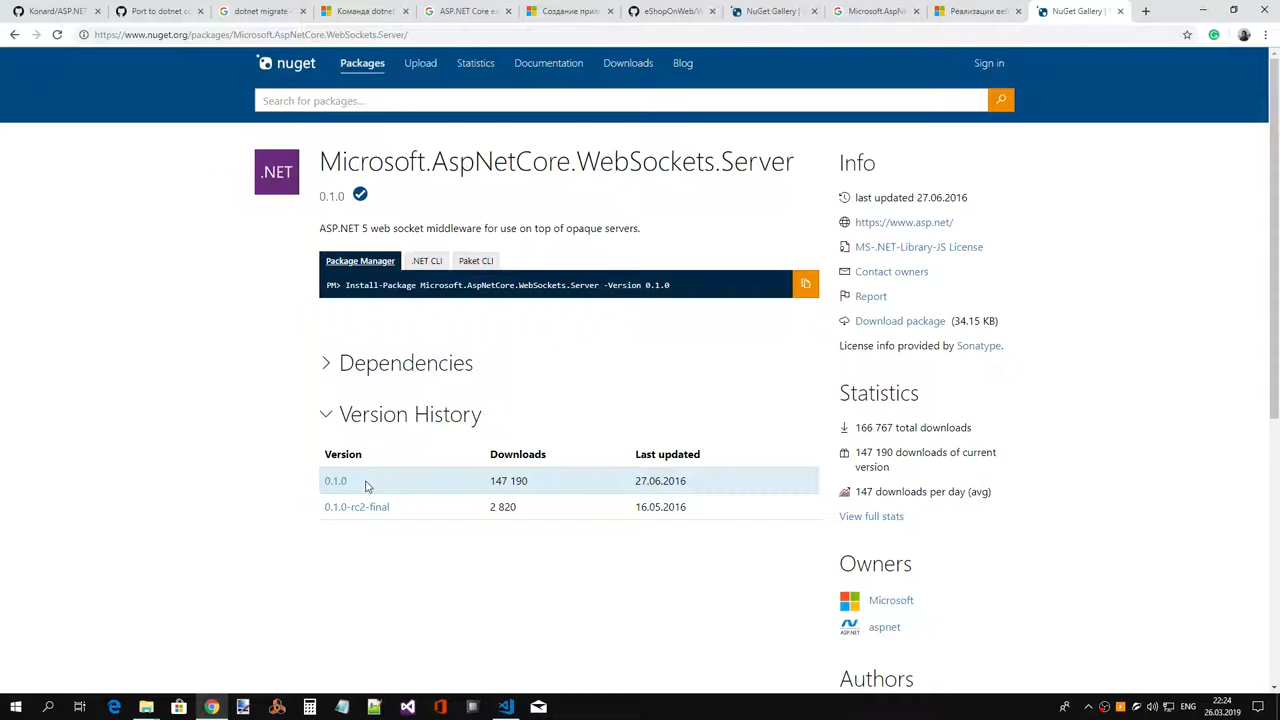 Konard/ASP.NET
Port to dotnet co
dotnet migrate
Команда dotnet
ASP.NET Core
Создание прил
eShopOnWeb/W
NuGet Gallery |
Microsoft.AspN
Реализации ве
NuGet Gallery |
https://www.nuget.org/packages/Microsoft.AspNetCore.WebSockets.Server/
nuget
Packages
Upload
Statistics
Documentation
Downloads
Blog
Sign in
Search for packages...
.NET
Microsoft.AspNetCore.WebSockets.Server
0.1.0
ASP.NET 5 web socket middleware for use on top of opaque servers.
Package Manager
.NET CLI
Paket CLI
PM> Install-Package Microsoft.AspNetCore.WebSockets.Server -Version 0.1.0
Dependencies
Version History
Version Downloads Last updated
0.1.0 147 190 27.06.2016
0.1.0-rc2-final 2 820 16.05.2016
Info
last updated 27.06.2016
https://www.asp.net/
MS-.NET-Library-JS License
Contact owners
Report
Download package (34.15 KB)
License info provided by Sonatype.
Statistics
166 767 total downloads
147 190 downloads of current
version
147 downloads per day (avg)
View full stats
Owners
Microsoft
ASP.NET
aspnet
Authors
ENG
22:24
26.03.2019